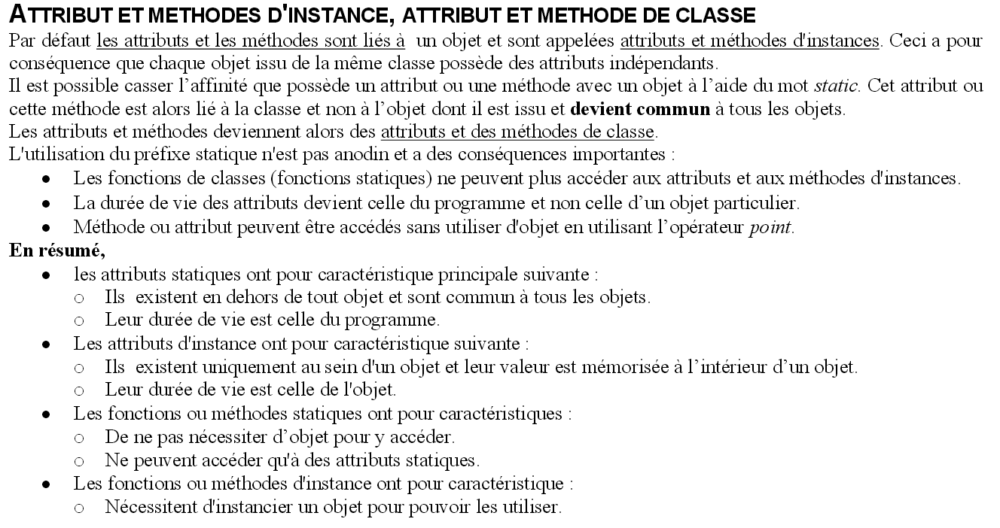 ATTRIBUT ET METHODES D'INSTANCE, ATTRIBUT ET METHODE DE CLASSE
Par défaut les attributs et les méthodes sont liés à  un objet et sont appelées attributs et méthodes d'instances. Ceci a pour
conséquence que chaque objet issu de la même classe possède des attributs indépendants.
Il est possible casser l’affinité que possède un attribut ou une méthode avec un objet à l’aide du mot static. Cet attribut ou
cette méthode est alors lié à la classe et non à l’objet dont il est issu et devient commun à tous les objets.
Les attributs et méthodes deviennent alors des attributs et des méthodes de classe.
L'utilisation du préfixe statique n'est pas anodin et a des conséquences importantes :
● Les fonctions de classes (fonctions statiques) ne peuvent plus accéder aux attributs et aux méthodes d'instances.
● La durée de vie des attributs devient celle du programme et non celle d’un objet particulier.
● Méthode ou attribut peuvent être accédés sans utiliser d'objet en utilisant l’opérateur point.
En résumé,
● les attributs statiques ont pour caractéristique principale suivante :
○ Ils  existent en dehors de tout objet et sont commun à tous les objets.
○ Leur durée de vie est celle du programme.
● Les attributs d'instance ont pour caractéristique suivante :
○ Ils  existent uniquement au sein d'un objet et leur valeur est mémorisée à l’intérieur d’un objet.
○ Leur durée de vie est celle de l'objet.
● Les fonctions ou méthodes statiques ont pour caractéristiques :
○ De ne pas nécessiter d’objet pour y accéder.
○ Ne peuvent accéder qu'à des attributs statiques.
● Les fonctions ou méthodes d'instance ont pour caractéristique :
○ Nécessitent d'instancier un objet pour pouvoir les utiliser.